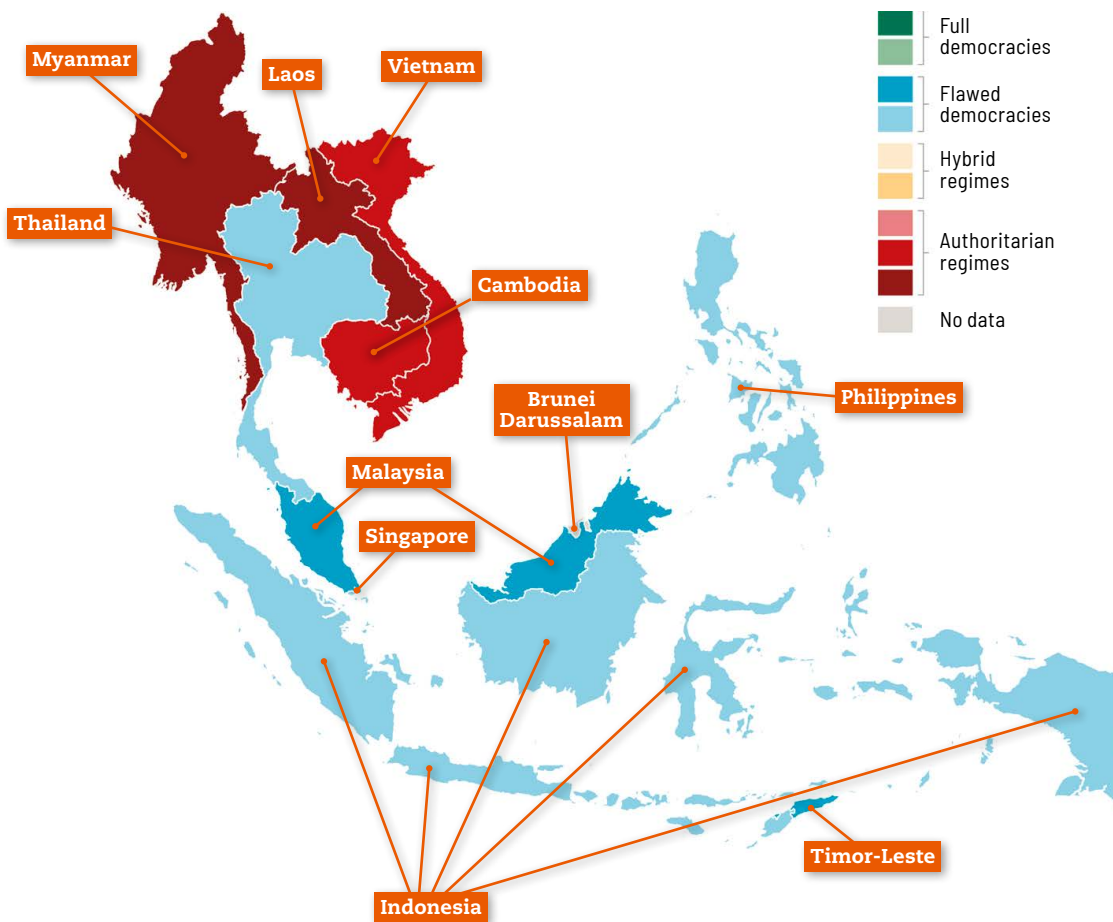 Full
democracies
Flawed
democracies
Hybrid
regimes
Authoritarian
regimes
No data
Myanmar
Laos
Vietnam
Thailand
Cambodia
Brunei
Darussalam
Philippines
Malaysia
Singapore
Timor-Leste
Indonesia